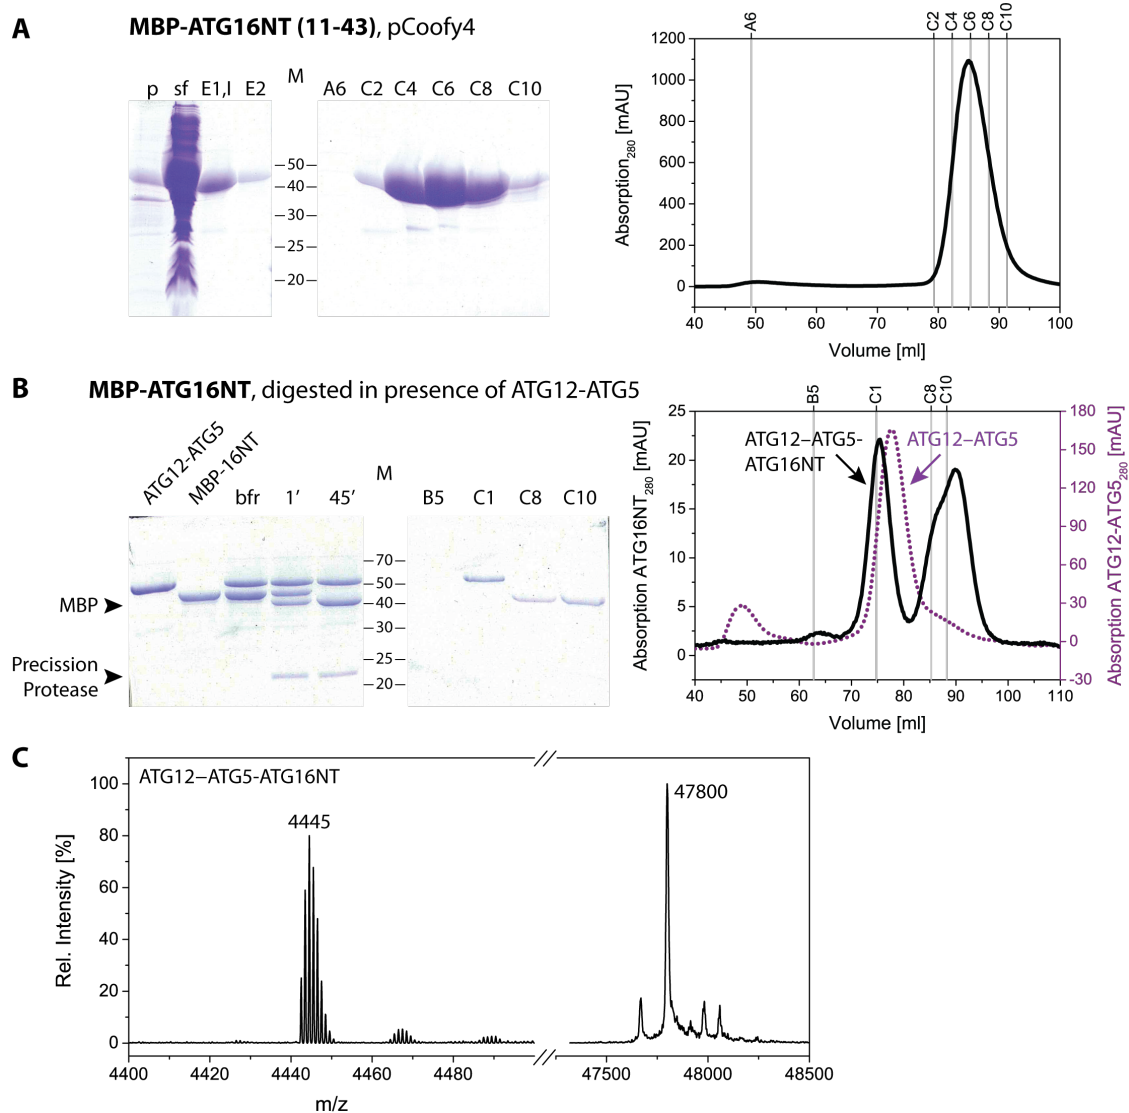 A
MBP-ATG16NT (11-43), pCoofy4
p sf E1,I E2 M A6 C2 C4 C6 C8 C10
50
40
30
25
20
A6 C2 C4 C6 C8 C10
Absorption280 [mAU]
1200
1000
800
600
400
200
0
40 50 60 70 80 90 100
Volume [ml]
B
MBP-ATG16NT, digested in presence of ATG12-ATG5
ATG12-ATG5
MBP-16NT
bfr 1’ 45’ M B5 C1 C8 C10
70
50
40
30
25
20
MBP
Precission
Protease
B5 C1 C8 C10
Absorption ATG16NT280 [mAU]
25
20
15
10
5
0
ATG12–ATG5-
ATG16NT
ATG12–ATG5
180
150
120
90
60
30
0
-30
Absorption ATG12-ATG5280 [mAU]
40 50 60 70 80 90 100 110
Volume [ml]
C
ATG12–ATG5-ATG16NT
Rel. Intensity [%]
100
80
60
40
20
0
4445
47800
4400 4420 4440 4460 4480 47500 48000 48500
m/z